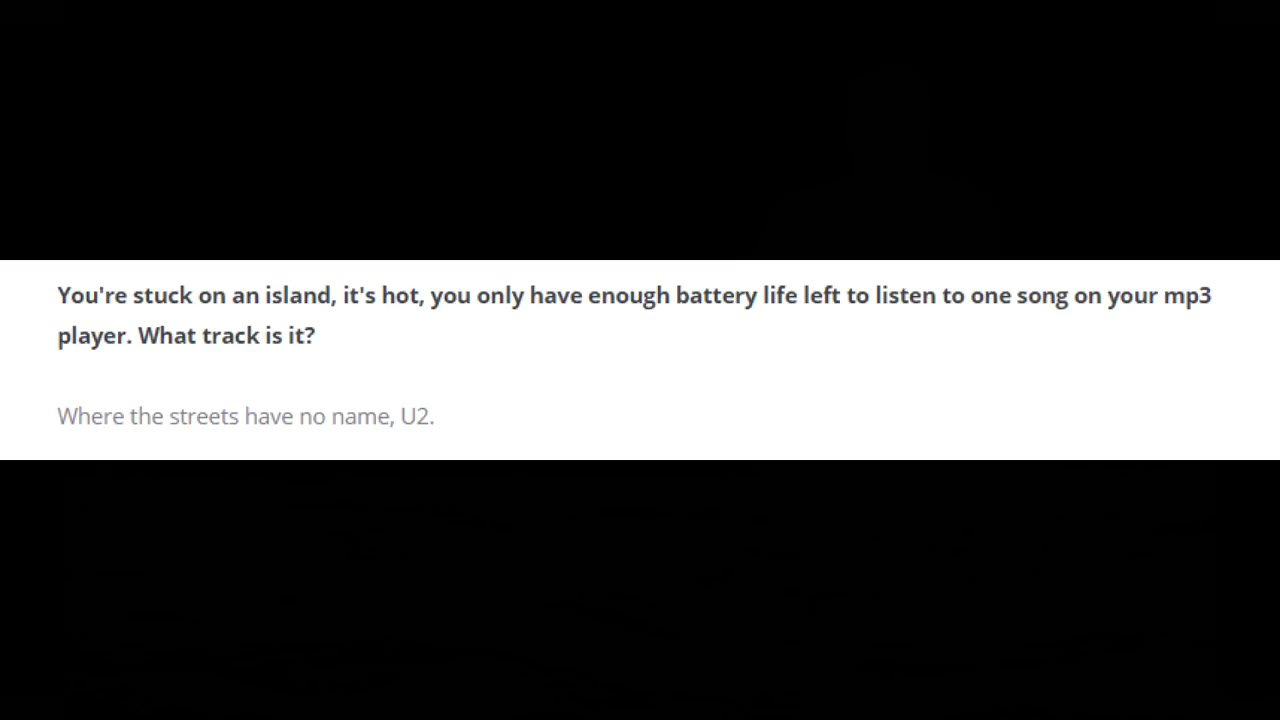 You're stuck on an island, it's hot, you only have enough battery life left to listen to one song on your mp3
player. What track is it?
Where the streets have no name, U2.